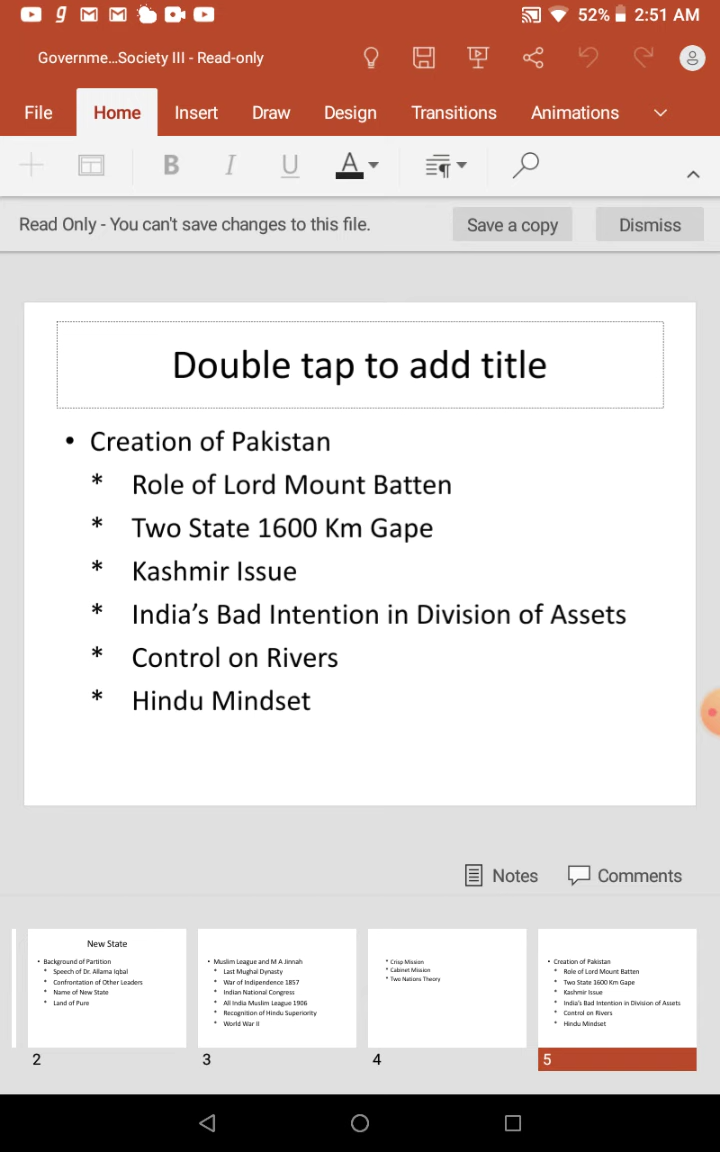 52% 2:51 AM
Governme...Society III - Read-only
File Home Insert Draw Design Transitions Animations
B I U A
Read Only - You can't save changes to this file. Save a copy Dismiss
Double tap to add title
• Creation of Pakistan
* Role of Lord Mount Batten
* Two State 1600 Km Gape
* Kashmir Issue
* India's Bad Intention in Division of Assets
* Control on Rivers
* Hindu Mindset
Notes Comments
New State
• Background of Partition
* Speech of Dr. Allama Iqbal
* Confrontation of Other Leaders
* Name of New State
* Land of Pure
2
• Muslim League and M A Jinnah
* Last Mughal Dynasty
* War of Indipendence 1857
* Indian National Congress
* All India Muslim League 1906
* Recognition of Hindu Superiority
* World War II
3
* Crisp Mission
* Cabinet Mission
* Two Nations Theory
4
• Creation of Pakistan
* Role of Lord Mount Batten
* Two State 1600 Km Gape
* Kashmir Issue
* India's Bad Intention in Division of Assets
* Control on Rivers
* Hindu Mindset
5